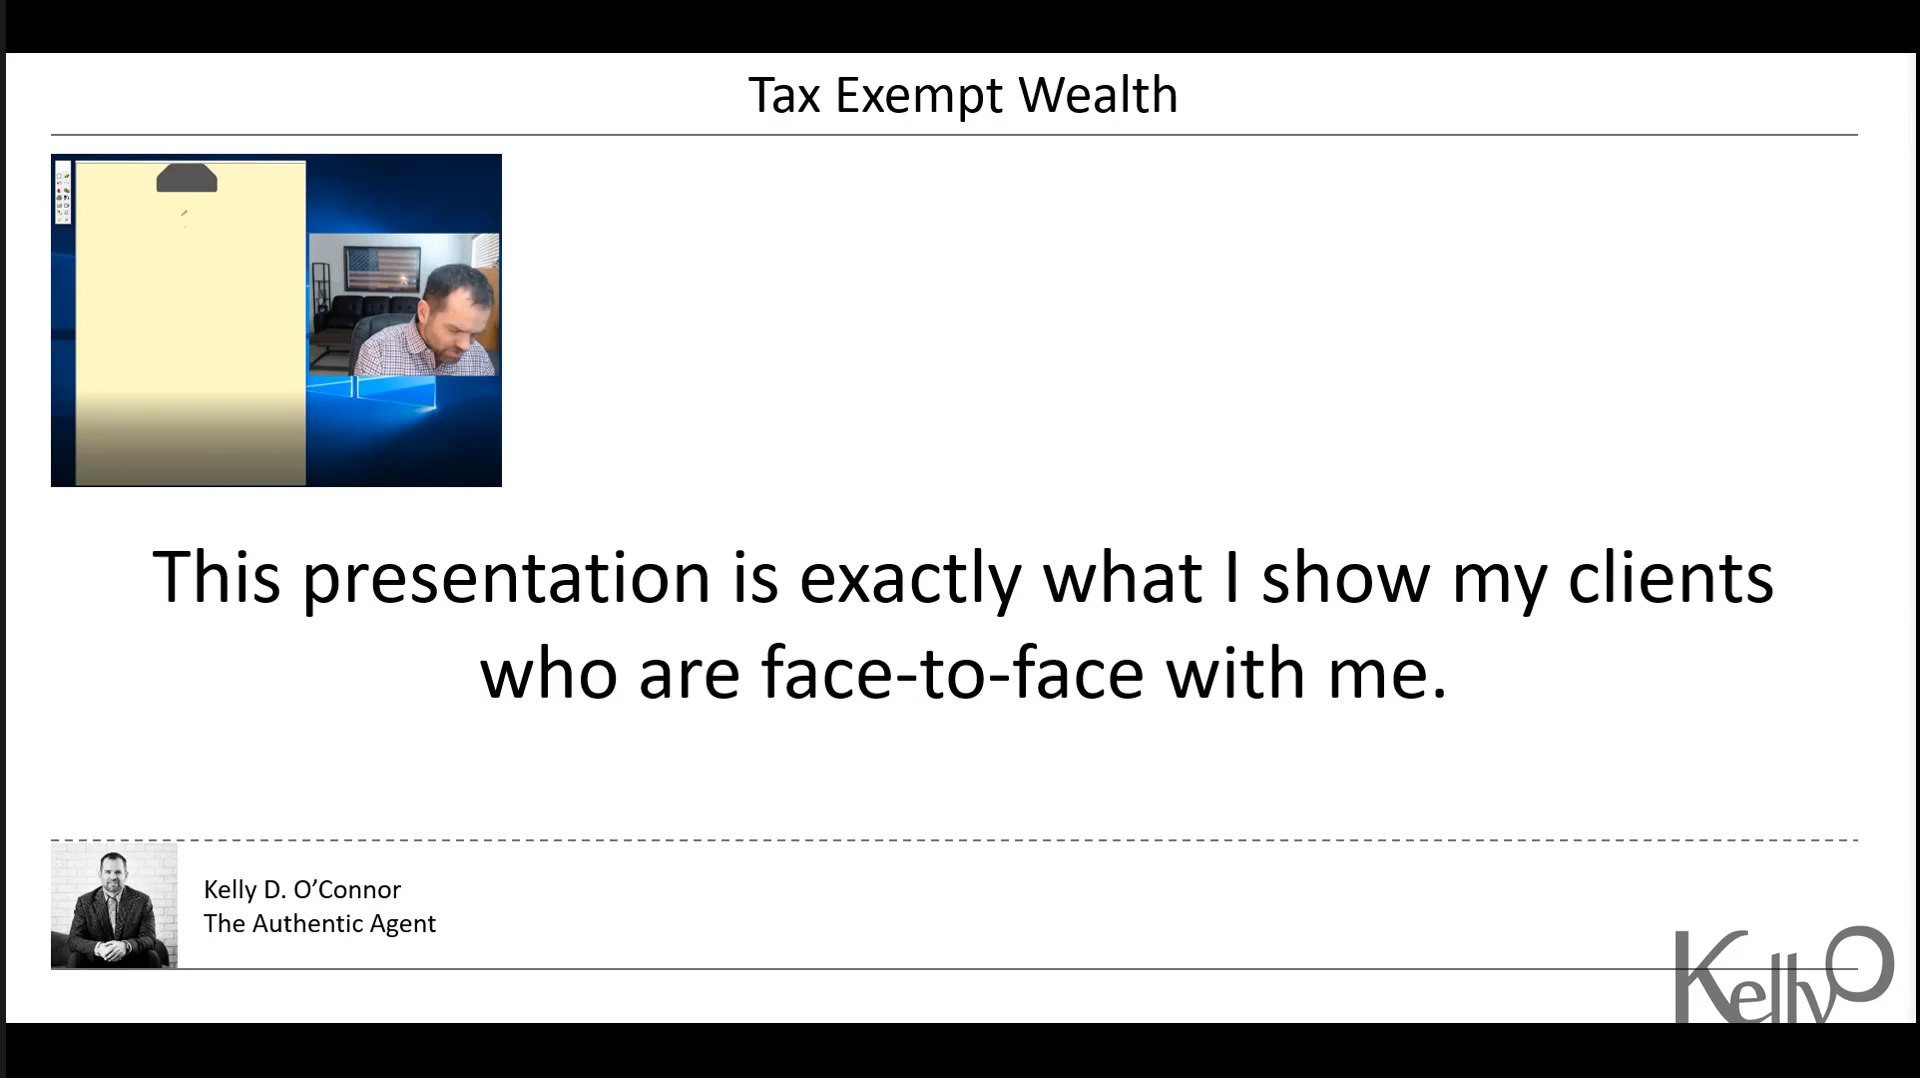 Tax Exempt Wealth
This presentation is exactly what I show my clients
who are face-to-face with me.
Kelly D. O’Connor
The Authentic Agent
KellyO